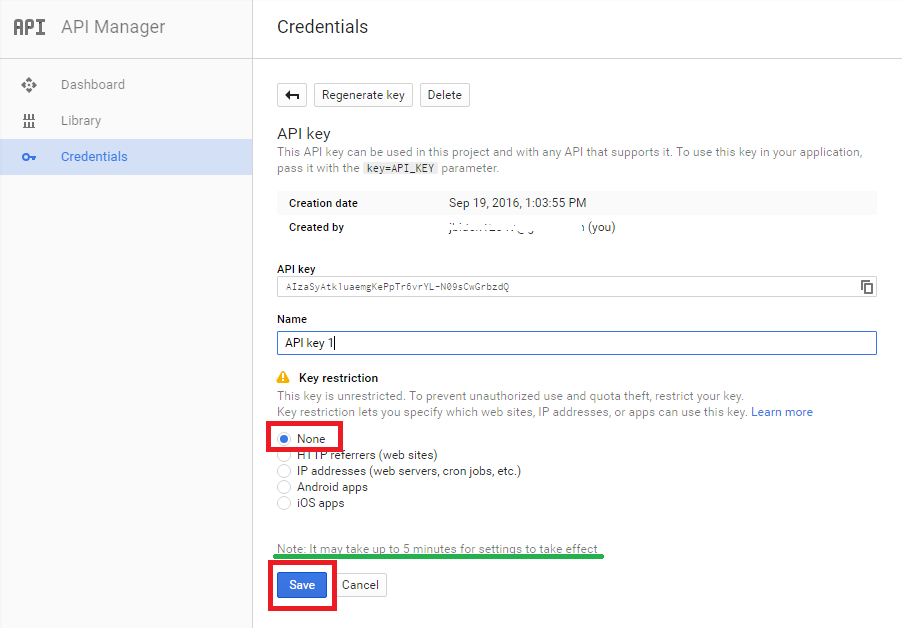 API API Manager
Credentials
Dashboard
Library
Credentials
Regenerate key Delete
API key
This API key can be used in this project and with any API that supports it. To use this key in your application,
pass it with the key=API_KEY parameter.
Creation date Sep 19, 2016, 1:03:55 PM
Created by (you)
API key
AIzaSyAtk1uaemgKePpTr6vrYL-N09sCwGrbzdQ
Name
API key 1
Key restriction
This key is unrestricted. To prevent unauthorized use and quota theft, restrict your key.
Key restriction lets you specify which web sites, IP addresses, or apps can use this key. Learn more
None
HTTP referrers (web sites)
IP addresses (web servers, cron jobs, etc.)
Android apps
iOS apps
Note: It may take up to 5 minutes for settings to take effect
Save Cancel